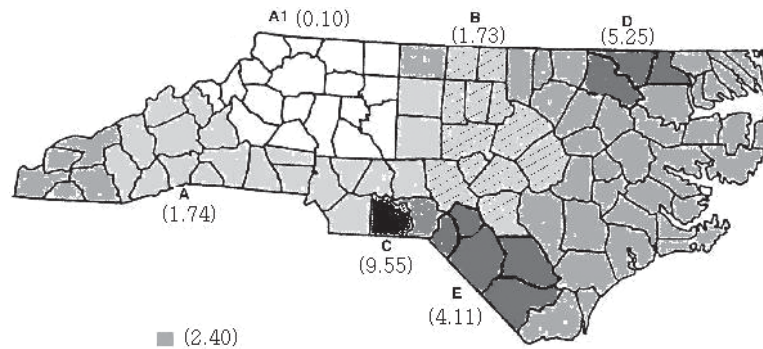 A1 (0.10)
B
(1.73)
D
(5.25)
A
(1.74)
C
(9.55)
E
(4.11)
(2.40)